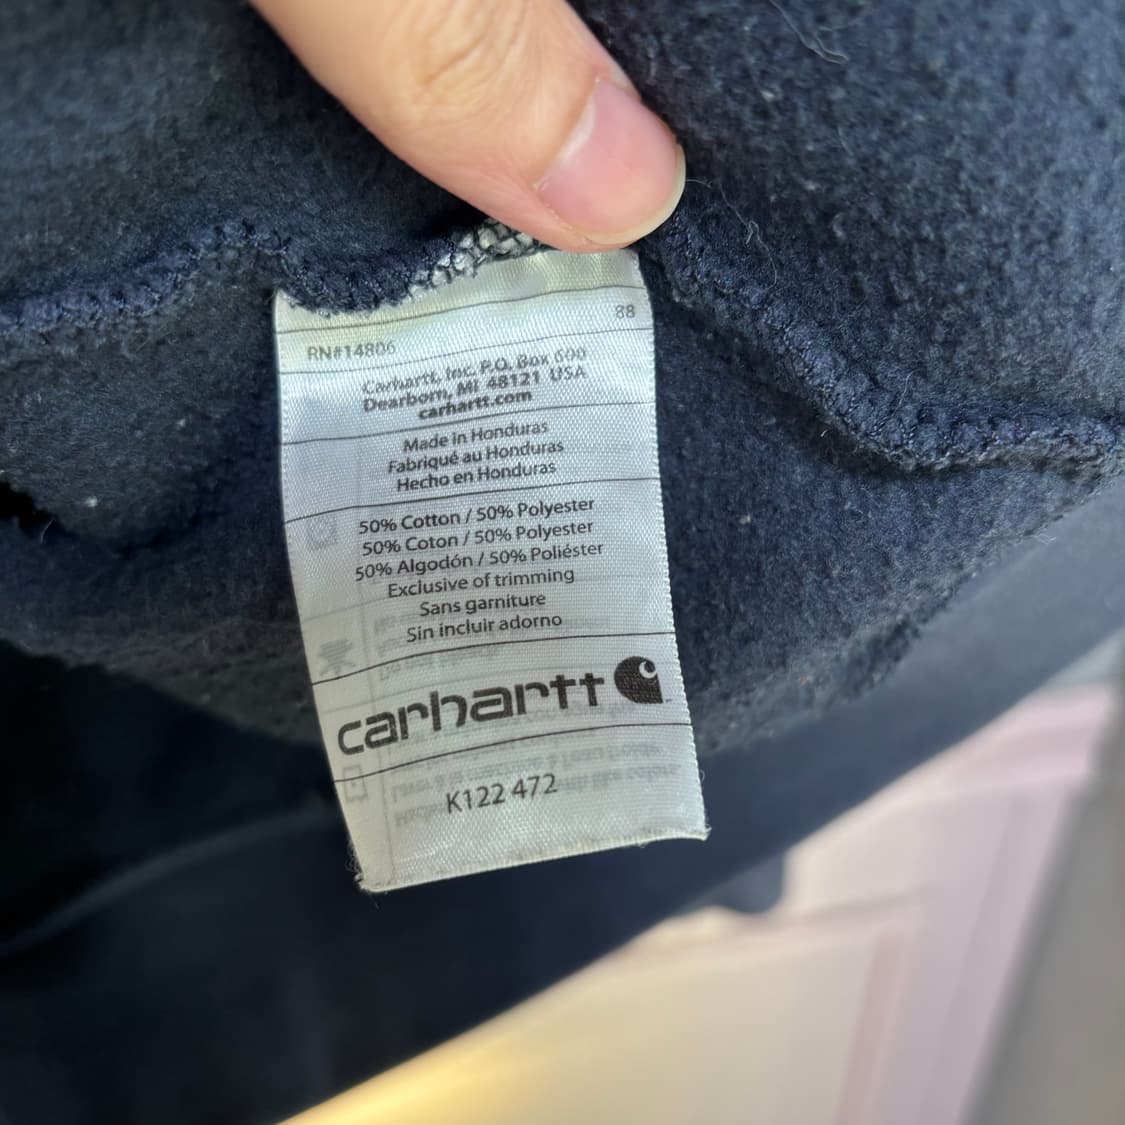 88
RN#14806
Carhartt, Inc. P.O. Box 600
Dearborn, MI 48121 USA
carhartt.com
Made in Honduras
Fabriqué au Honduras
Hecho en Honduras
50% Cotton / 50% Polyester
50% Coton / 50% Polyester
50% Algodón / 50% Poliéster
Exclusive of trimming
Sans garniture
Sin incluir adorno
carhartt
K122 472